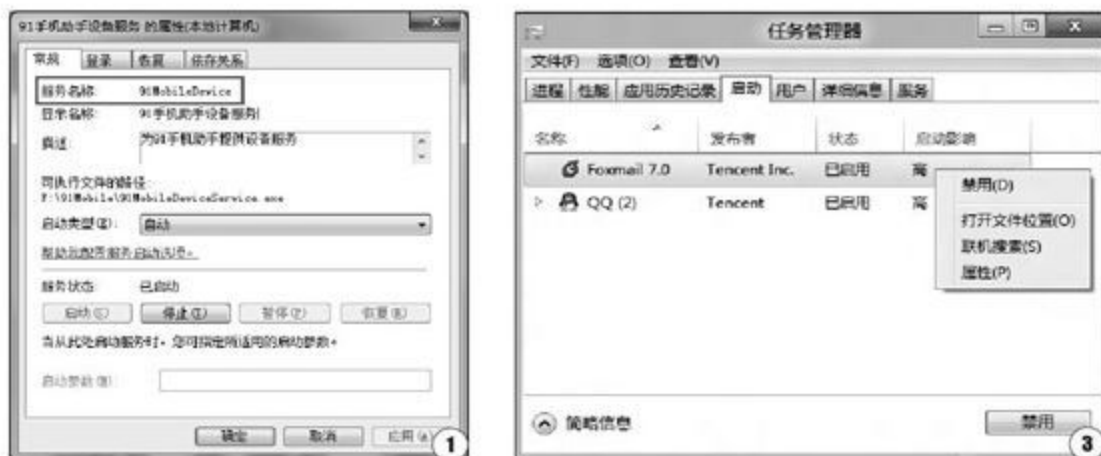 91手机助手设备服务 的属性(本地计算机)
常规 登录 恢复 依存关系
服务名称: 91MobileDevice
显示名称: 91手机助手设备服务
描述: 为91手机助手提供设备服务
可执行文件的路径:
F:\91Mobile\91MobileDeviceService.exe
启动类型(E): 自动
帮助我配置服务启动选项。
服务状态: 已启动
启动(S) 停止(T) 暂停(P) 恢复(R)
当从此处启动服务时,您可指定所适用的启动参数。
启动参数(M):
确定 取消 应用(A)
1
任务管理器
文件(F) 选项(O) 查看(V)
进程 性能 应用历史记录 启动 用户 详细信息 服务
名称 发布者 状态 启动影响
Foxmail 7.0 Tencent Inc. 已启用 高
QQ (2) Tencent 已启用 高
禁用(D)
打开文件位置(O)
联机搜索(S)
属性(P)
简略信息
禁用
3